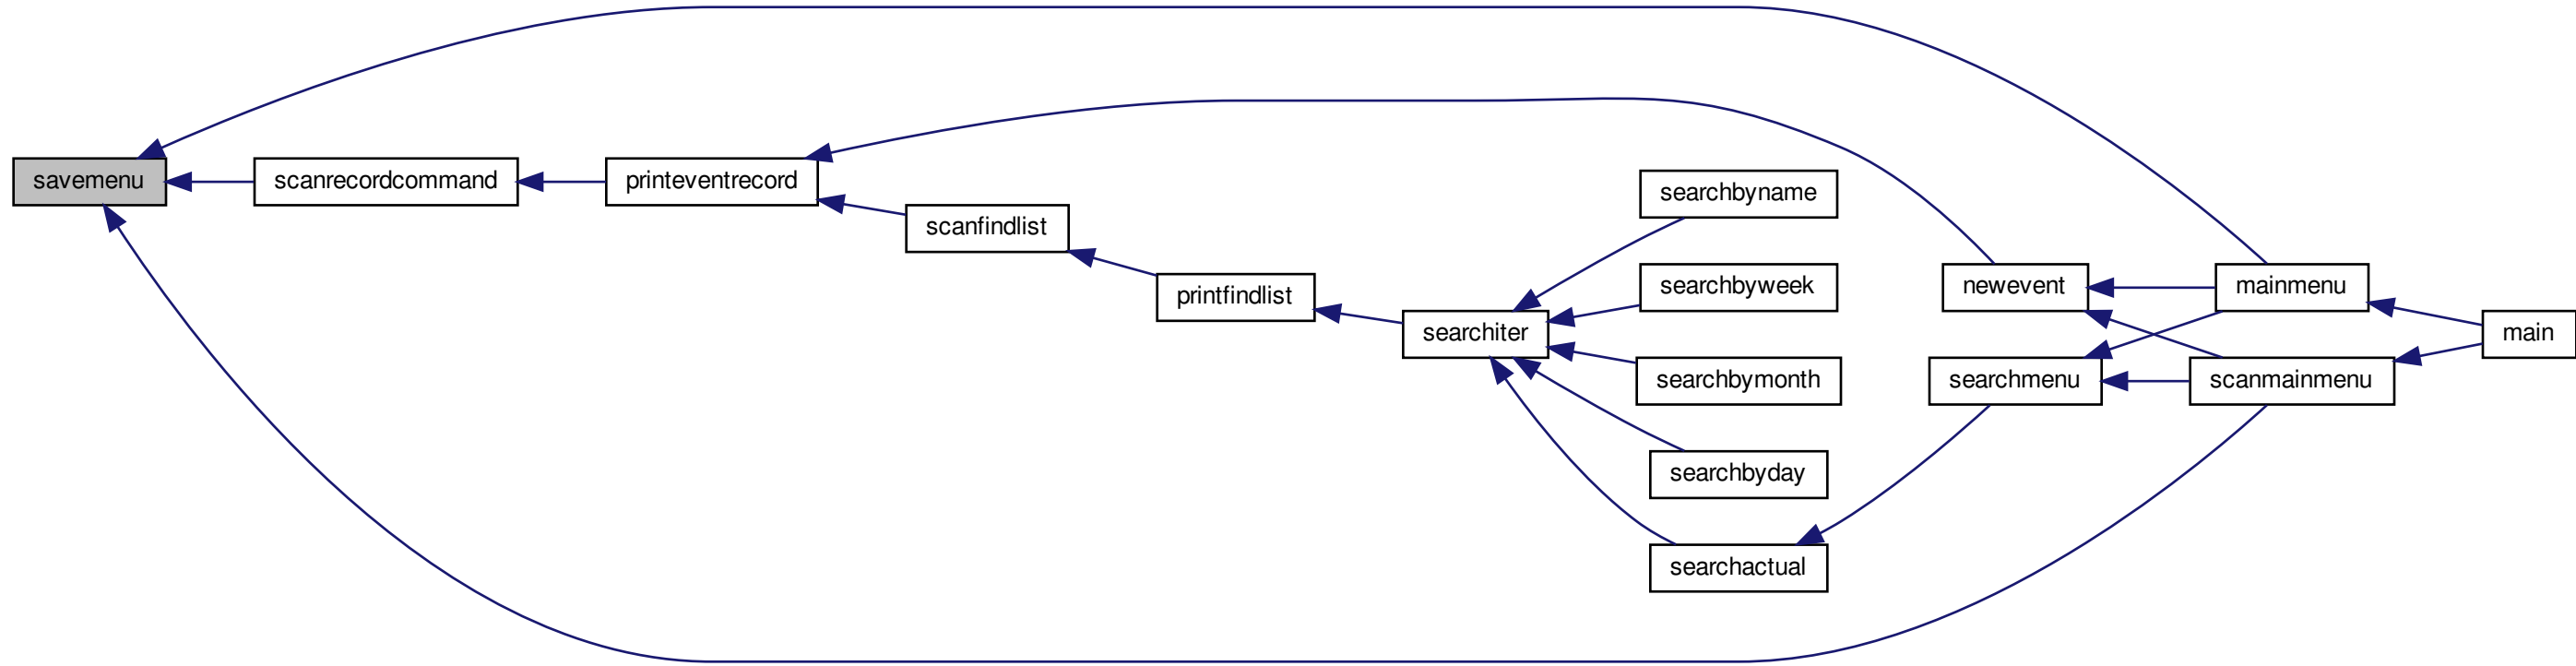 savemenu
scanrecordcommand
printeventrecord
scanfindlist
printfindlist
searchiter
searchbyname
searchbyweek
searchbymonth
searchbyday
searchactual
newevent
searchmenu
mainmenu
scanmainmenu
main